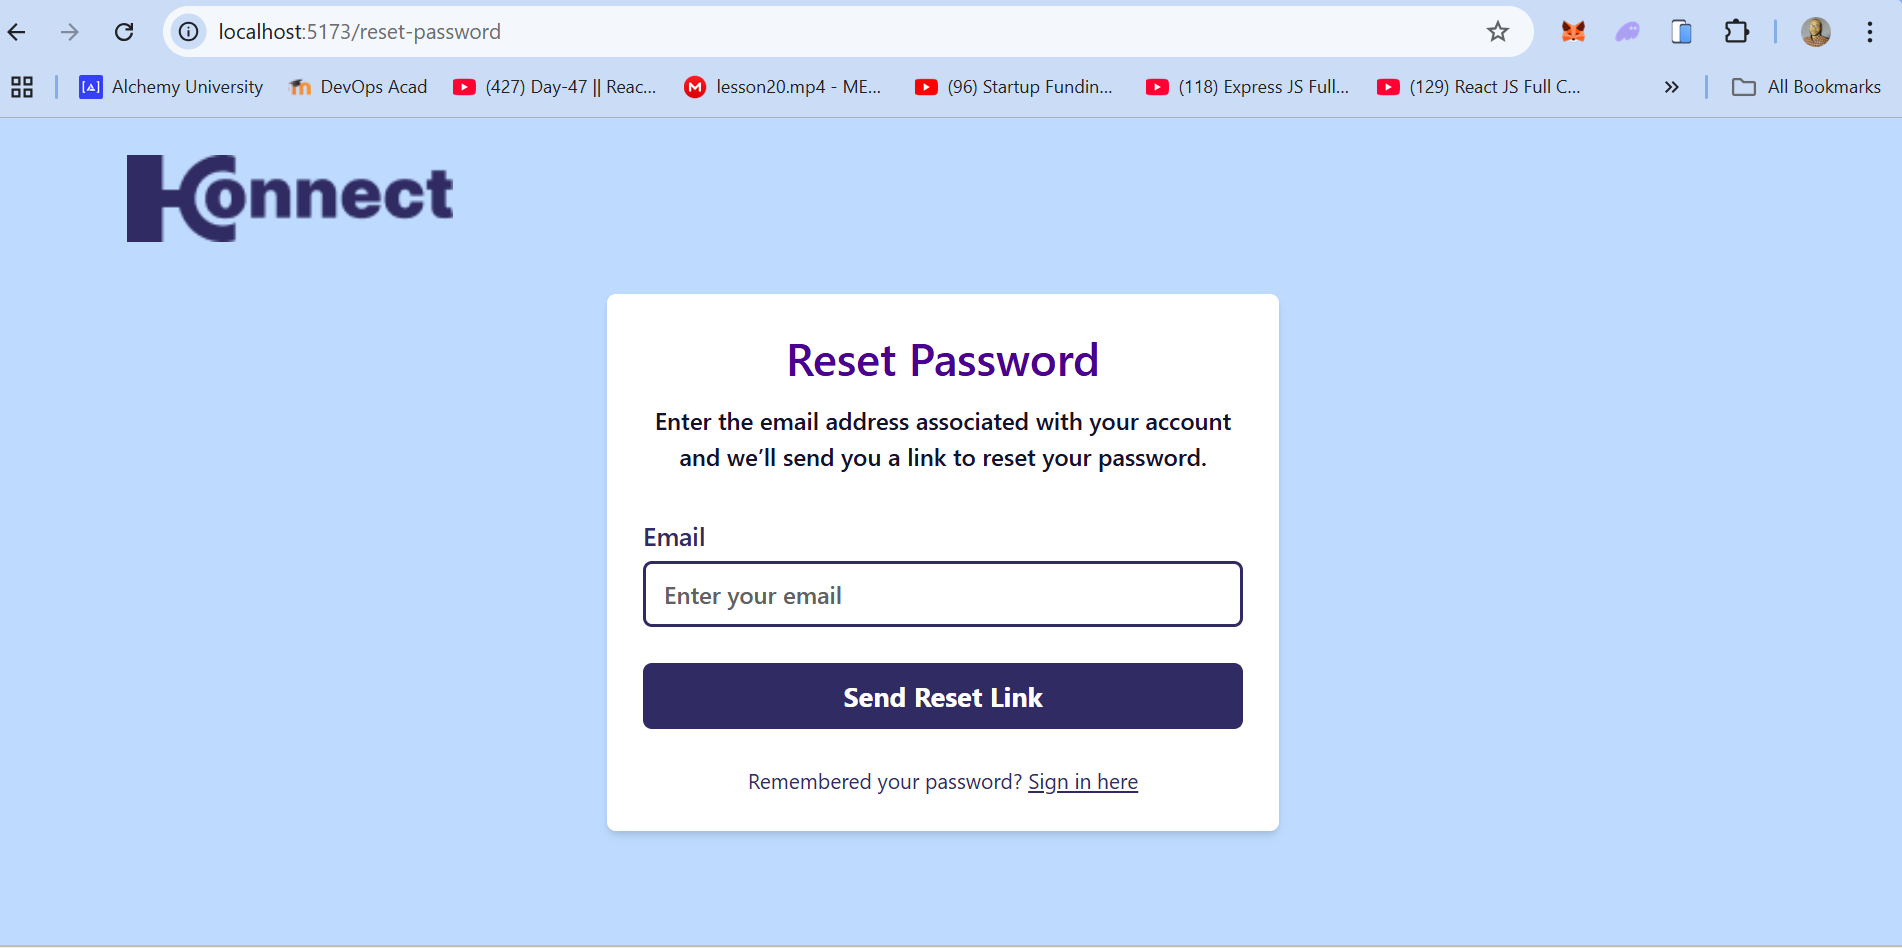 localhost:5173/reset-password
Alchemy University
DevOps Acad
(427) Day-47 || Reac...
lesson20.mp4 - ME...
(96) Startup Fundin...
(118) Express JS Full...
(129) React JS Full C...
All Bookmarks
Konnect
Reset Password
Enter the email address associated with your account
and we’ll send you a link to reset your password.
Email
Enter your email
Send Reset Link
Remembered your password? Sign in here